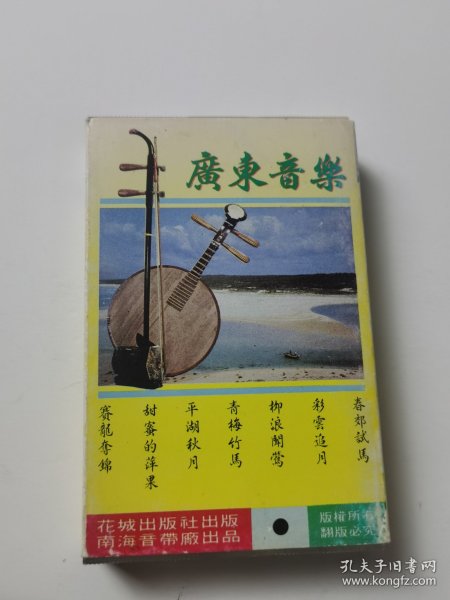 廣東音樂
春郊試馬
彩雲追月
柳浪聞鶯
青梅竹馬
平湖秋月
甜蜜的萍果
賽龍奪錦
花城出版社出版
南海音帶廠出品
版權所有
翻版必究
孔夫子旧书网
www.kongfz.com